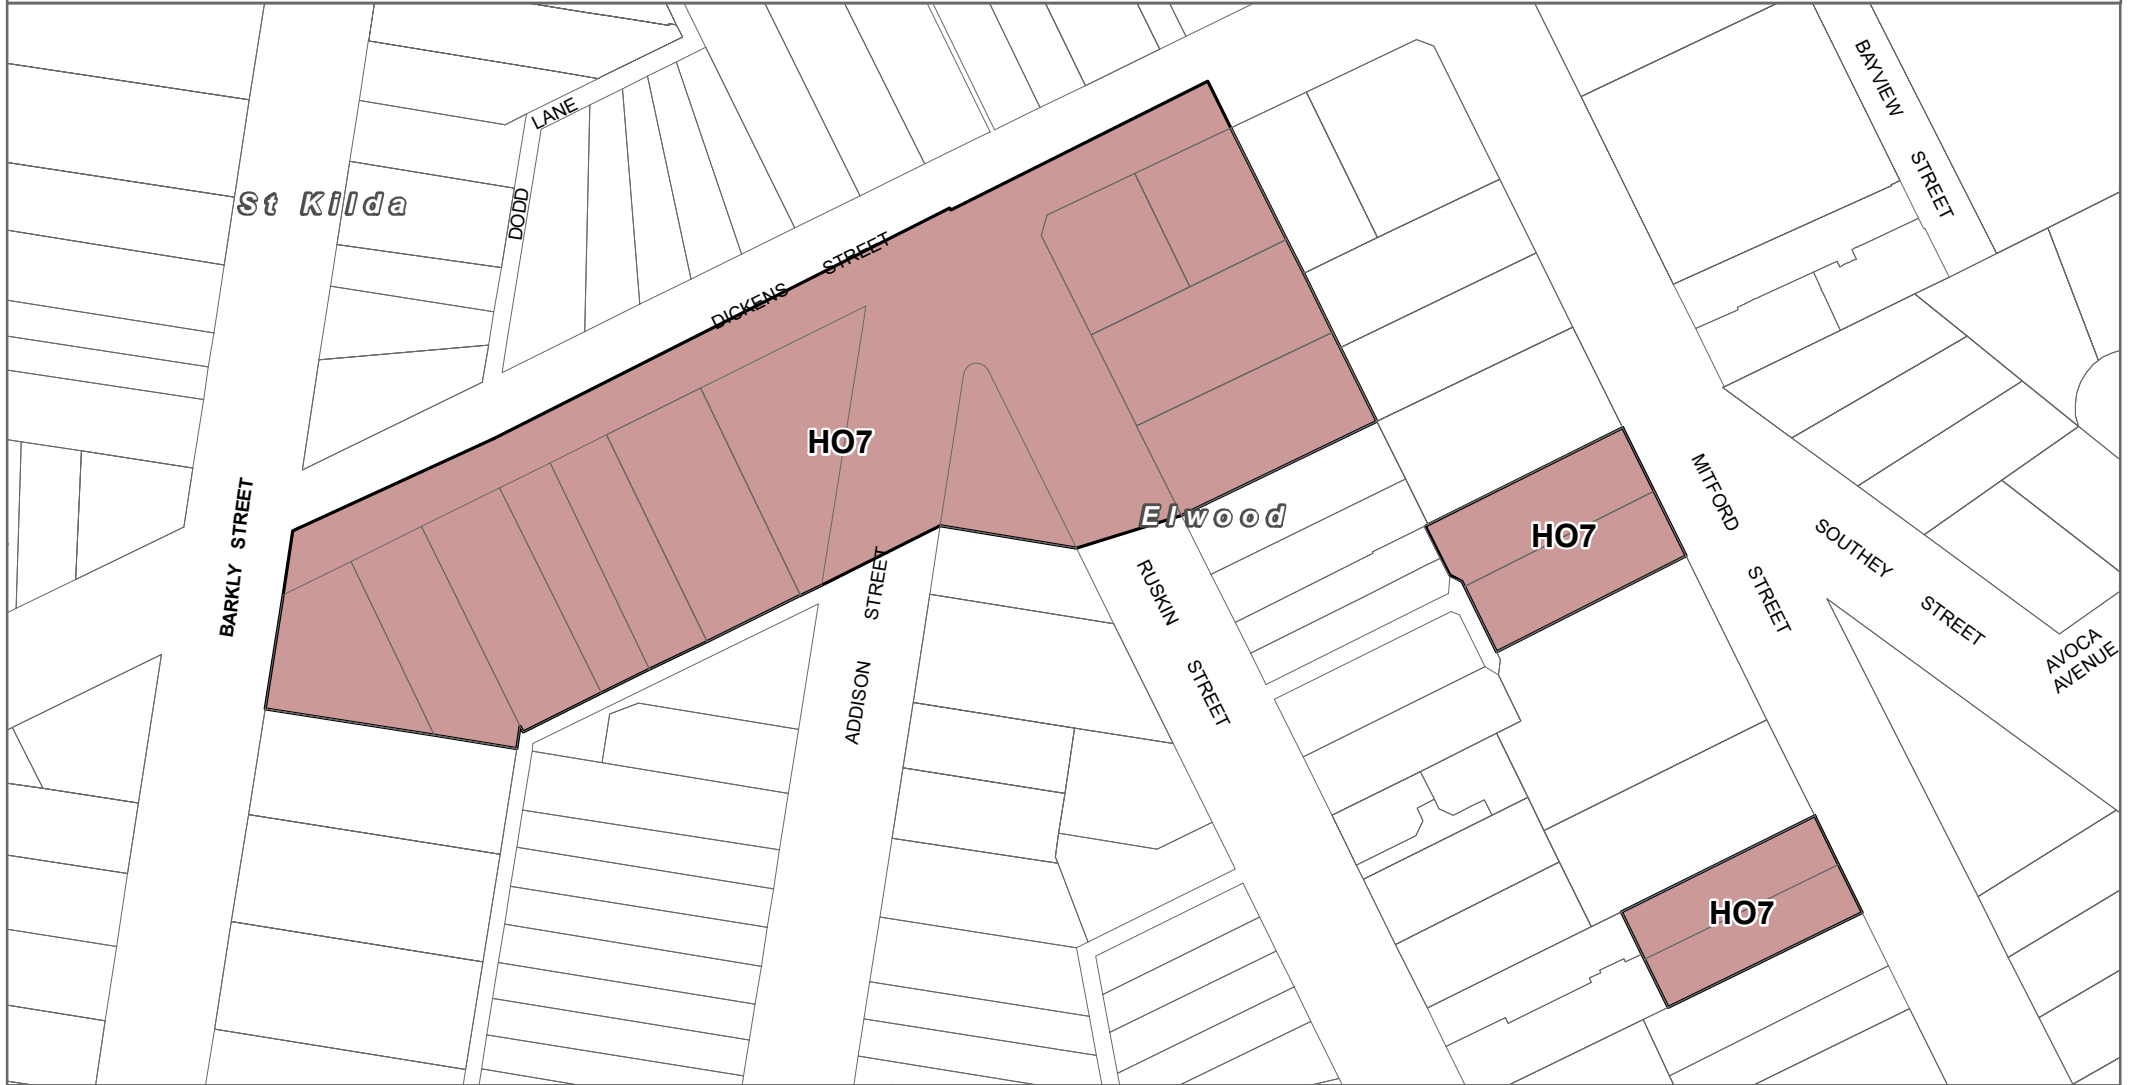 BAYVIEW STREET
LANE
DODD
St Kilda
DICKENS STREET
HO7
BARKLY STREET
Elwood
HO7
MITFORD STREET
SOUTHEY STREET
ADDISON STREET
RUSKIN STREET
AVOCA
AVENUE
HO7